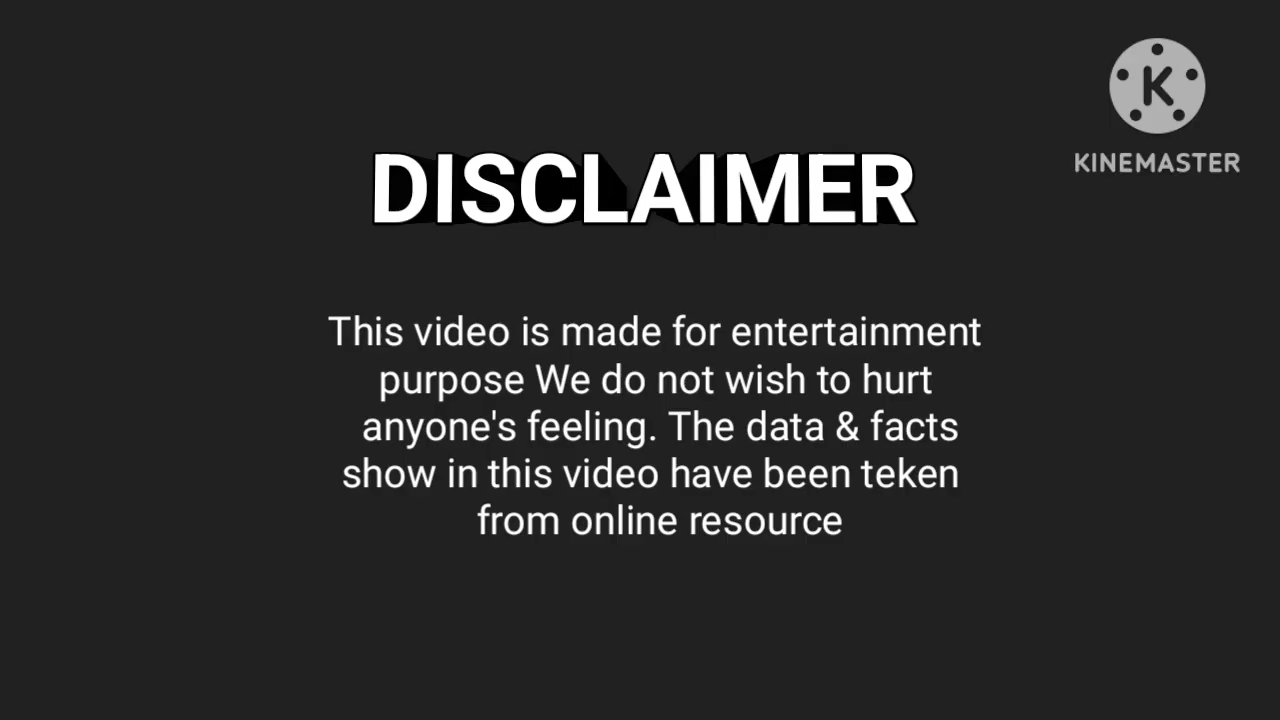 K
KINEMASTER
DISCLAIMER
This video is made for entertainment
purpose We do not wish to hurt
anyone's feeling. The data & facts
show in this video have been teken
from online resource